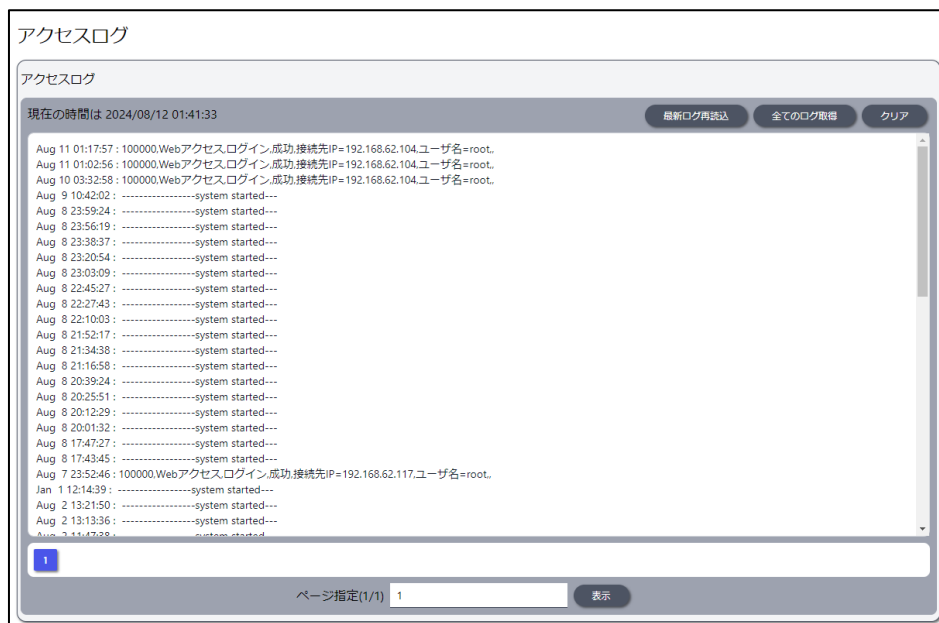 アクセスログ
アクセスログ
現在の時間は 2024/08/12 01:41:33
最新ログ再読込 全てのログ取得 クリア
Aug 11 01:17:57 : 100000,Webアクセス,ログイン,成功,接続先IP=192.168.62.104,ユーザ名=root,,
Aug 11 01:02:56 : 100000,Webアクセス,ログイン,成功,接続先IP=192.168.62.104,ユーザ名=root,,
Aug 10 03:32:58 : 100000,Webアクセス,ログイン,成功,接続先IP=192.168.62.104,ユーザ名=root,,
Aug 9 10:42:02 : -----------------system started---
Aug 8 23:59:24 : -----------------system started---
Aug 8 23:56:19 : -----------------system started---
Aug 8 23:38:37 : -----------------system started---
Aug 8 23:20:54 : -----------------system started---
Aug 8 23:03:09 : -----------------system started---
Aug 8 22:45:27 : -----------------system started---
Aug 8 22:27:43 : -----------------system started---
Aug 8 22:10:03 : -----------------system started---
Aug 8 21:52:17 : -----------------system started---
Aug 8 21:34:38 : -----------------system started---
Aug 8 21:16:58 : -----------------system started---
Aug 8 20:39:24 : -----------------system started---
Aug 8 20:25:51 : -----------------system started---
Aug 8 20:12:29 : -----------------system started---
Aug 8 20:01:32 : -----------------system started---
Aug 8 17:47:27 : -----------------system started---
Aug 8 17:43:45 : -----------------system started---
Aug 7 23:52:46 : 100000,Webアクセス,ログイン,成功,接続先IP=192.168.62.117,ユーザ名=root,,
Jan 1 12:14:39 : -----------------system started---
Aug 2 13:21:50 : -----------------system started---
Aug 2 13:13:36 : -----------------system started---
Aug 2 11:47:38 : -----------------system started
1
ページ指定(1/1) 1 表示